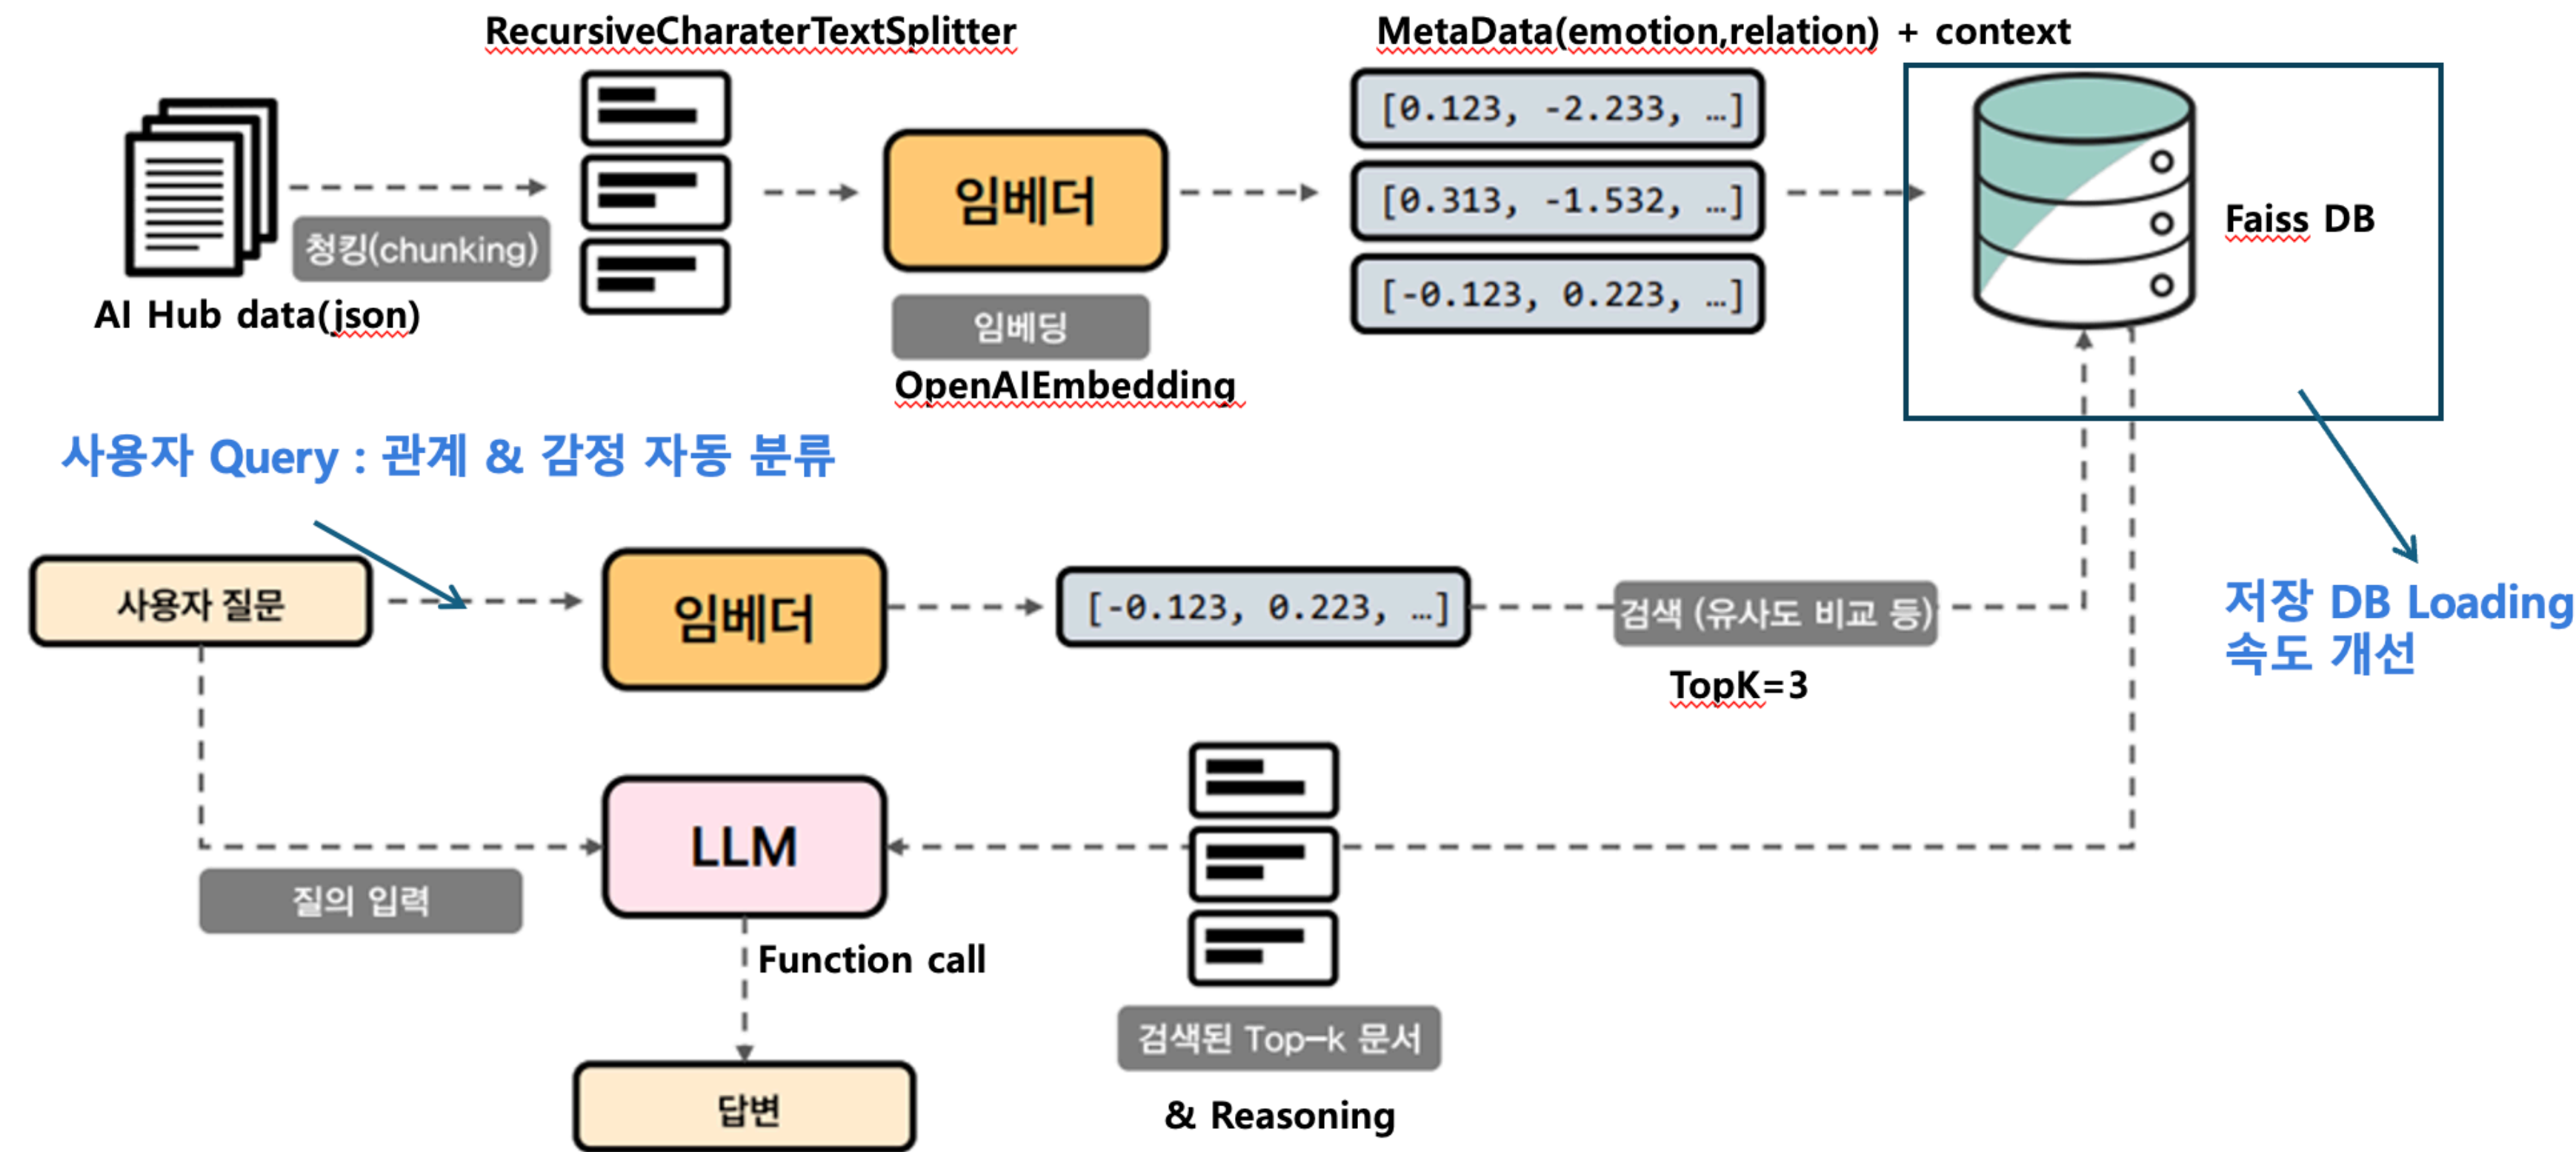 RecursiveCharaterTextSplitter
MetaData(emotion,relation) + context
[0.123, -2.233, …]
[0.313, -1.532, …]
[-0.123, 0.223, …]
임베더
청킹(chunking)
AI Hub data(json)
임베딩
OpenAIEmbedding
Faiss DB
사용자 Query : 관계 & 감정 자동 분류
사용자 질문
임베더
[-0.123, 0.223, …]
검색 (유사도 비교 등)
TopK=3
저장 DB Loading
속도 개선
LLM
질의 입력
Function call
검색된 Top-k 문서
& Reasoning
답변